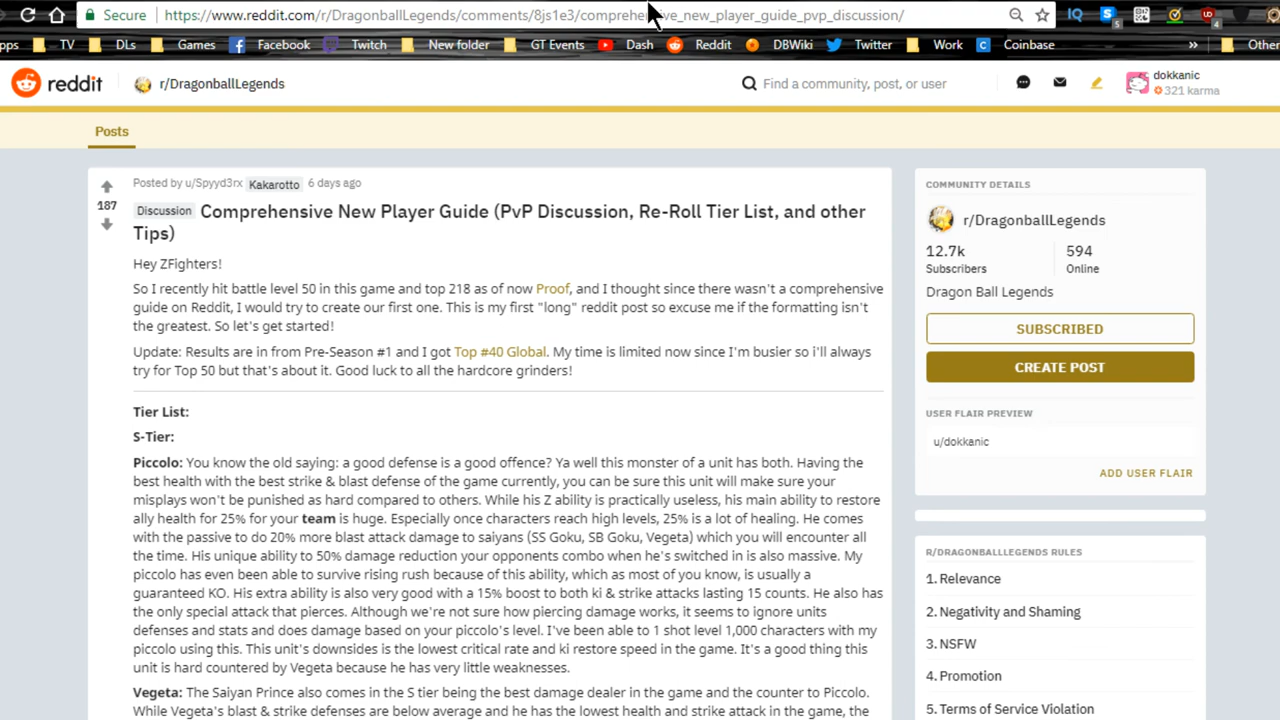 Secure https://www.reddit.com/r/DragonballLegends/comments/8js1e3/comprehensive_new_player_guide_pvp_discussion/
pps TV DLs Games Facebook Twitch New folder GT Events Dash Reddit DBWiki Twitter Work Coinbase » Other
reddit r/DragonballLegends Find a community, post, or user dokkanic
321 karma
Posts
Posted by u/Spyyd3rx Kakarotto 6 days ago
187
Discussion Comprehensive New Player Guide (PvP Discussion, Re-Roll Tier List, and other
Tips)
Hey ZFighters!
So I recently hit battle level 50 in this game and top 218 as of now Proof, and I thought since there wasn't a comprehensive
guide on Reddit, I would try to create our first one. This is my first "long" reddit post so excuse me if the formatting isn't
the greatest. So let's get started!
Update: Results are in from Pre-Season #1 and I got Top #40 Global. My time is limited now since I'm busier so i'll always
try for Top 50 but that's about it. Good luck to all the hardcore grinders!
Tier List:
S-Tier:
Piccolo: You know the old saying: a good defense is a good offence? Ya well this monster of a unit has both. Having the
best health with the best strike & blast defense of the game currently, you can be sure this unit will make sure your
misplays won't be punished as hard compared to others. While his Z ability is practically useless, his main ability to restore
ally health for 25% for your team is huge. Especially once characters reach high levels, 25% is a lot of healing. He comes
with the passive to do 20% more blast attack damage to saiyans (SS Goku, SB Goku, Vegeta) which you will encounter all
the time. His unique ability to 50% damage reduction your opponents combo when he's switched in is also massive. My
piccolo has even been able to survive rising rush because of this ability, which as most of you know, is usually a
guaranteed KO. His extra ability is also very good with a 15% boost to both ki & strike attacks lasting 15 counts. He also has
the only special attack that pierces. Although we're not sure how piercing damage works, it seems to ignore units
defenses and stats and does damage based on your piccolo's level. I've been able to 1 shot level 1,000 characters with my
piccolo using this. This unit's downsides is the lowest critical rate and ki restore speed in the game. It's a good thing this
unit is hard countered by Vegeta because he has very little weaknesses.
Vegeta: The Saiyan Prince also comes in the S tier being the best damage dealer in the game and the counter to Piccolo.
While Vegeta's blast & strike defenses are below average and he has the lowest health and strike attack in the game, the
COMMUNITY DETAILS
r/DragonballLegends
12.7k 594
Subscribers Online
Dragon Ball Legends
SUBSCRIBED
CREATE POST
USER FLAIR PREVIEW
u/dokkanic
ADD USER FLAIR
R/DRAGONBALLLEGENDS RULES
1. Relevance
2. Negativity and Shaming
3. NSFW
4. Promotion
5. Terms of Service Violation